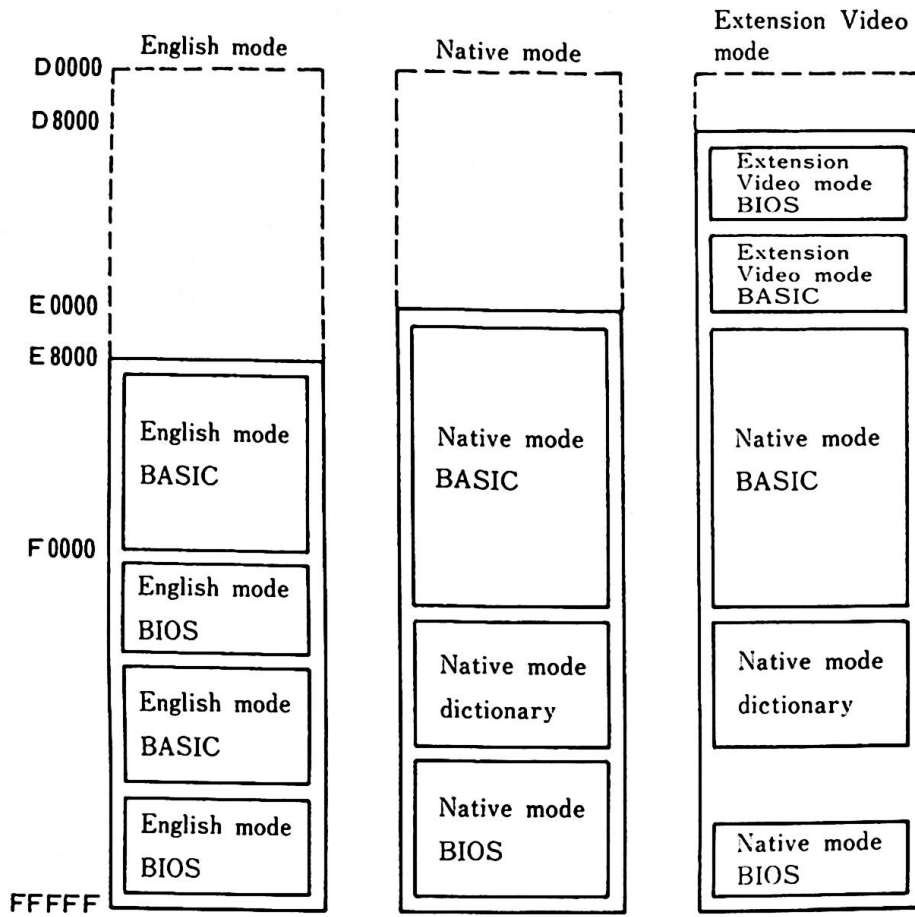 English mode
Native mode
Extension Video
mode
D0000
D8000
E0000
E8000
F0000
FFFFF
English mode
BASIC
English mode
BIOS
English mode
BASIC
English mode
BIOS
Native mode
BASIC
Native mode
dictionary
Native mode
BIOS
Extension
Video mode
BIOS
Extension
Video mode
BASIC
Native mode
BASIC
Native mode
dictionary
Native mode
BIOS